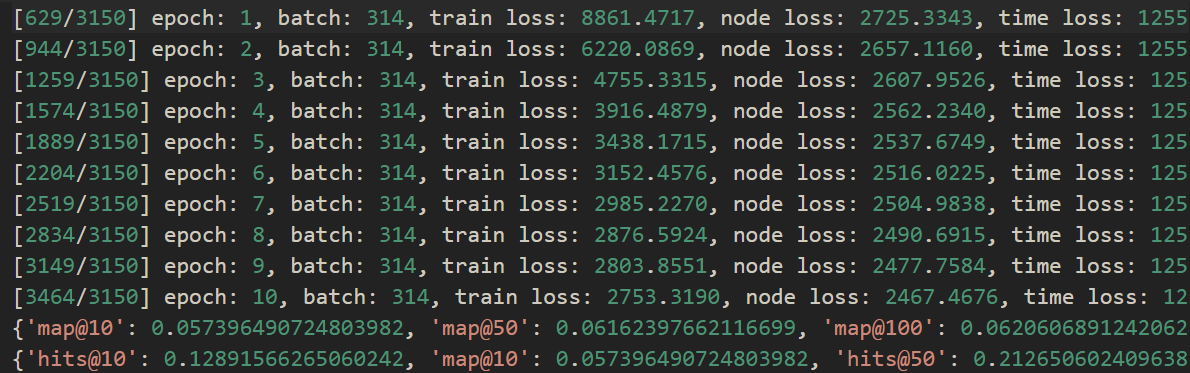 [629/3150] epoch: 1, batch: 314, train loss: 8861.4717, node loss: 2725.3343, time loss: 1255
[944/3150] epoch: 2, batch: 314, train loss: 6220.0869, node loss: 2657.1160, time loss: 1255
[1259/3150] epoch: 3, batch: 314, train loss: 4755.3315, node loss: 2607.9526, time loss: 125
[1574/3150] epoch: 4, batch: 314, train loss: 3916.4879, node loss: 2562.2340, time loss: 125
[1889/3150] epoch: 5, batch: 314, train loss: 3438.1715, node loss: 2537.6749, time loss: 125
[2204/3150] epoch: 6, batch: 314, train loss: 3152.4576, node loss: 2516.0225, time loss: 125
[2519/3150] epoch: 7, batch: 314, train loss: 2985.2270, node loss: 2504.9838, time loss: 125
[2834/3150] epoch: 8, batch: 314, train loss: 2876.5924, node loss: 2490.6915, time loss: 125
[3149/3150] epoch: 9, batch: 314, train loss: 2803.8551, node loss: 2477.7584, time loss: 125
[3464/3150] epoch: 10, batch: 314, train loss: 2753.3190, node loss: 2467.4676, time loss: 12
{'map@10': 0.057396490724803982, 'map@50': 0.06162397662116699, 'map@100': 0.0620606891242062
{'hits@10': 0.12891566265060242, 'map@10': 0.057396490724803982, 'hits@50': 0.212650602409638